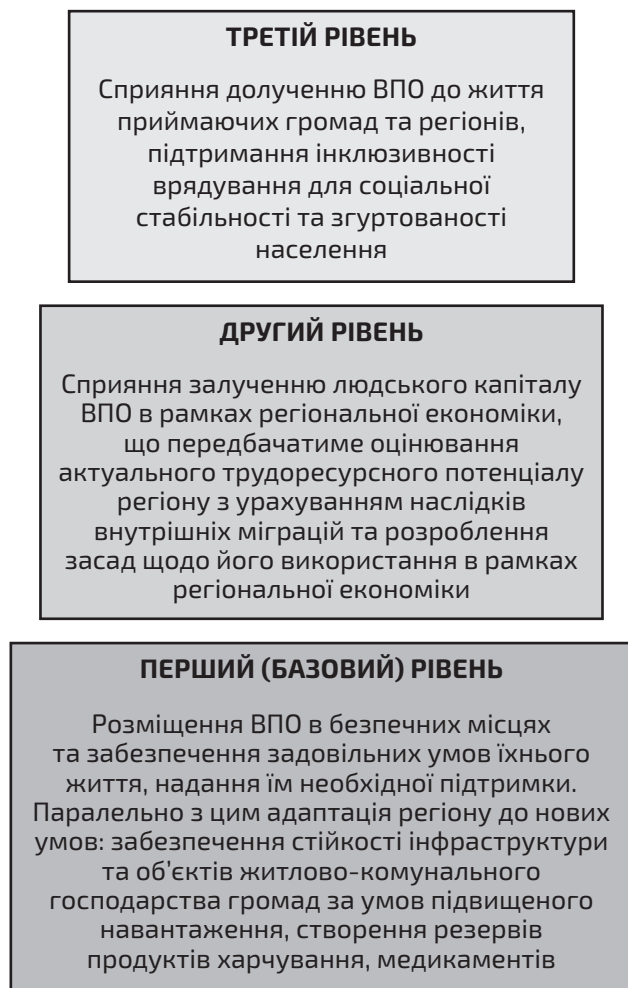 ТРЕТІЙ РІВЕНЬ
Сприяння долученню ВПО до життя
приймаючих громад та регіонів,
підтримання інклюзивності
врядування для соціальної
стабільності та згуртованості
населення
ДРУГИЙ РІВЕНЬ
Сприяння залученню людського капіталу
ВПО в рамках регіональної економіки,
що передбачатиме оцінювання
актуального трудоресурсного потенціалу
регіону з урахуванням наслідків
внутрішніх міграцій та розроблення
засад щодо його використання в рамках
регіональної економіки
ПЕРШИЙ (БАЗОВИЙ) РІВЕНЬ
Розміщення ВПО в безпечних місцях
та забезпечення задовільних умов їхнього
життя, надання їм необхідної підтримки.
Паралельно з цим адаптація регіону до нових
умов: забезпечення стійкості інфраструктури
та об’єктів житлово-комунального
господарства громад за умов підвищеного
навантаження, створення резервів
продуктів харчування, медикаментів